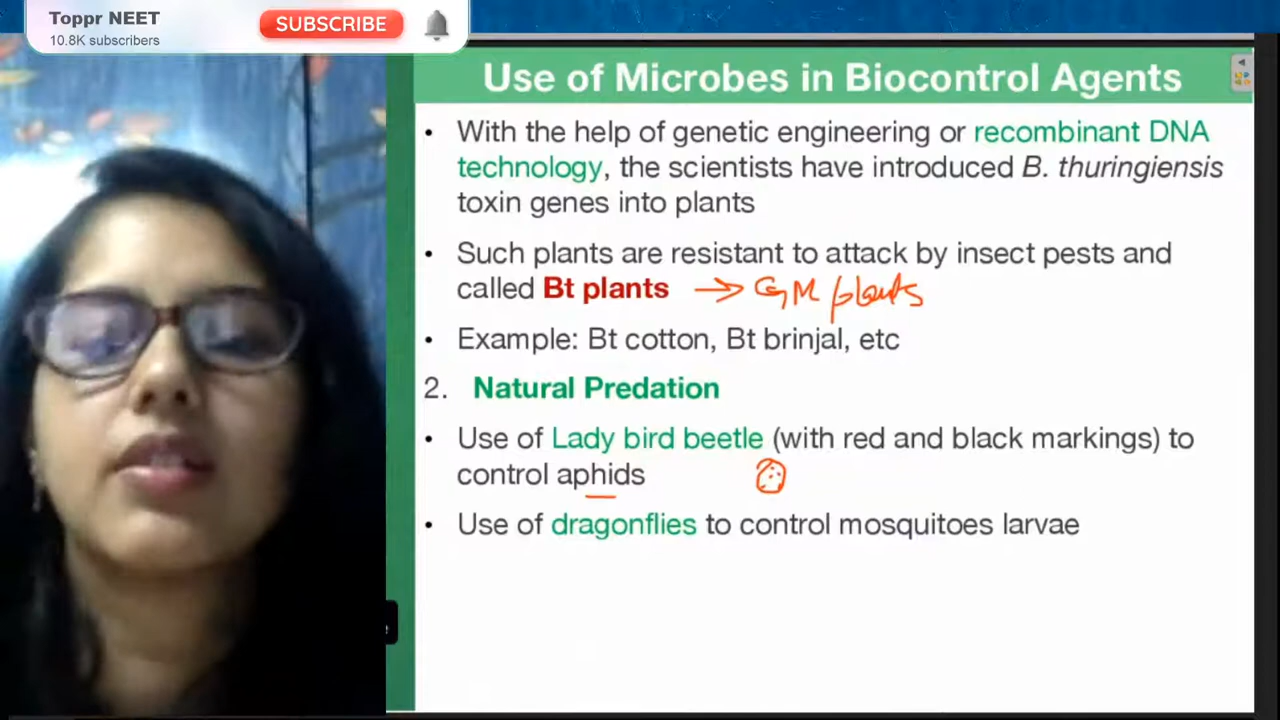 Toppr NEET
10.8K subscribers
SUBSCRIBE
Use of Microbes in Biocontrol Agents
• With the help of genetic engineering or recombinant DNA
technology, the scientists have introduced B. thuringiensis
toxin genes into plants
• Such plants are resistant to attack by insect pests and
called Bt plants → GM plants
• Example: Bt cotton, Bt brinjal, etc
2. Natural Predation
• Use of Lady bird beetle (with red and black markings) to
control aphids
• Use of dragonflies to control mosquitoes larvae